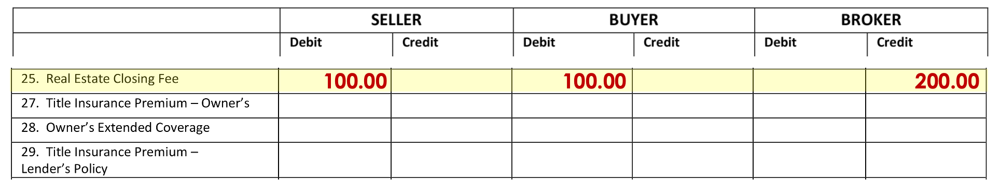 SELLER BUYER BROKER
Debit Credit Debit Credit Debit Credit
25. Real Estate Closing Fee 100.00 100.00 200.00
27. Title Insurance Premium – Owner’s
28. Owner’s Extended Coverage
29. Title Insurance Premium –
Lender’s Policy